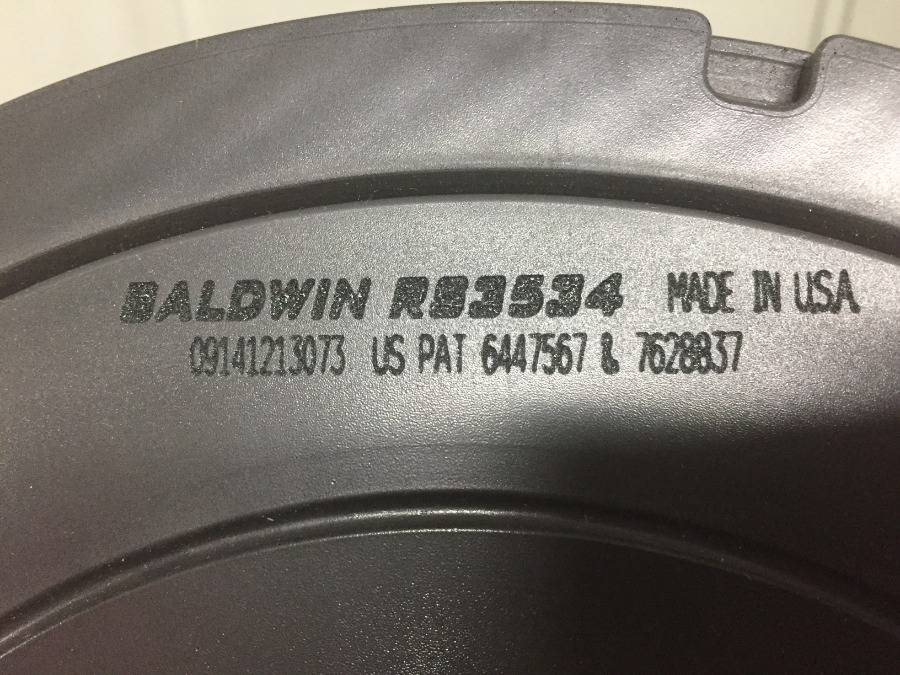 BALDWIN RS3534 MADE IN USA
09141213073 US PAT 6447567 & 7628837